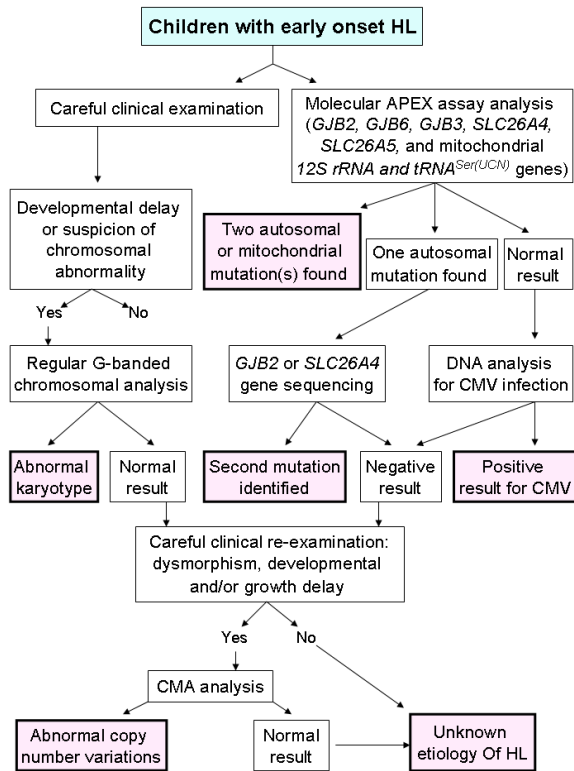 Children with early onset HL
Careful clinical examination
Molecular APEX assay analysis
(GJB2, GJB6, GJB3, SLC26A4,
SLC26A5, and mitochondrial
12S rRNA and tRNASer(UCN) genes)
Developmental delay
or suspicion of
chromosomal
abnormality
Two autosomal
or mitochondrial
mutation(s) found
One autosomal
mutation found
Normal
result
Yes
No
Regular G-banded
chromosomal analysis
GJB2 or SLC26A4
gene sequencing
DNA analysis
for CMV infection
Abnormal
karyotype
Normal
result
Second mutation
identified
Negative
result
Positive
result for CMV
Careful clinical re-examination:
dysmorphism, developmental
and/or growth delay
Yes
No
CMA analysis
Abnormal copy
number variations
Normal
result
Unknown
etiology Of HL